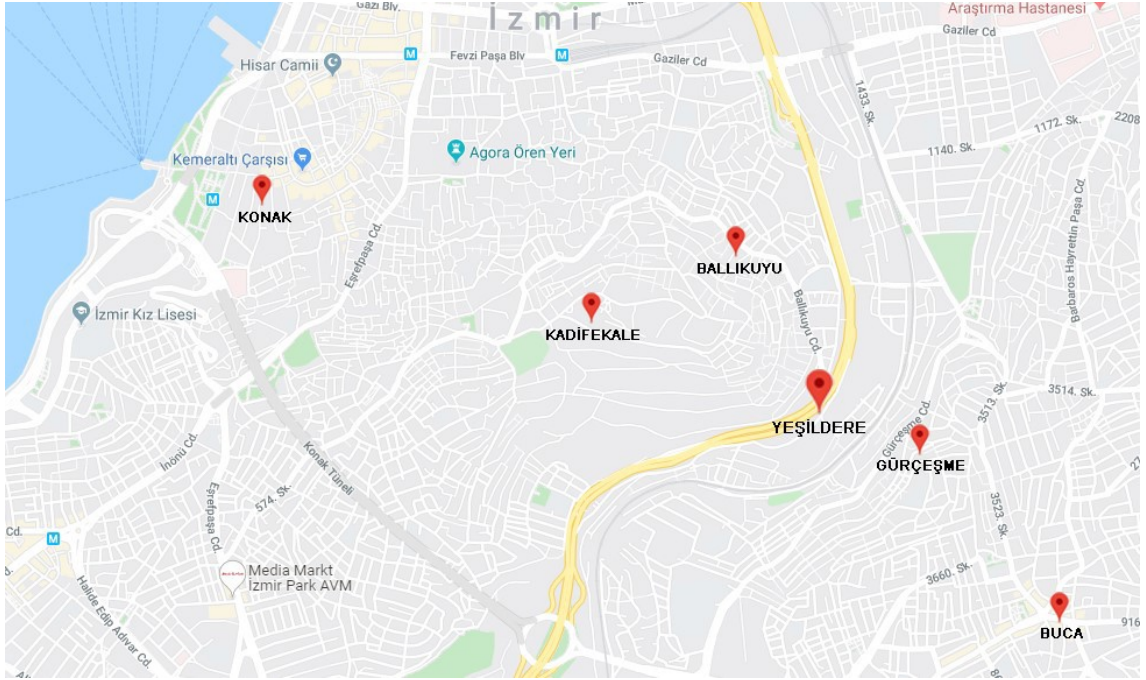 Gazi Blv.
İzmir
Araştırma Hastanesi
Gaziler Cd
Fevzi Paşa Blv
Gaziler Cd
M
M
Hisar Camii
1433. Sk.
1172. Sk.
2208
1140. Sk.
Agora Ören Yeri
Kemeraltı Çarşısı
M
KONAK
Eşrefpaşa Cd.
Barbaros Hayrettin Paşa Cd.
BALLIKUYU
Ballıkuyu Cd.
İzmir Kız Lisesi
KADİFEKALE
3514. Sk.
3513. Sk.
YEŞİLDERE
Gürçeşme Cd.
GÜRÇEŞME
İnönü Cd.
Konak Tüneli
574. Sk.
Eşrefpaşa Cd.
3523. Sk.
Cd.
M
Media Markt
İzmir Park AVM
3660. Sk.
Halide Edip Adıvar Cd.
BUCA
916